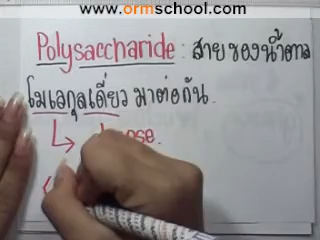 www.ormschool.com
Polysaccharide : สายของน้ำตาล
โมเลกุลเดี่ยวมาต่อกัน.